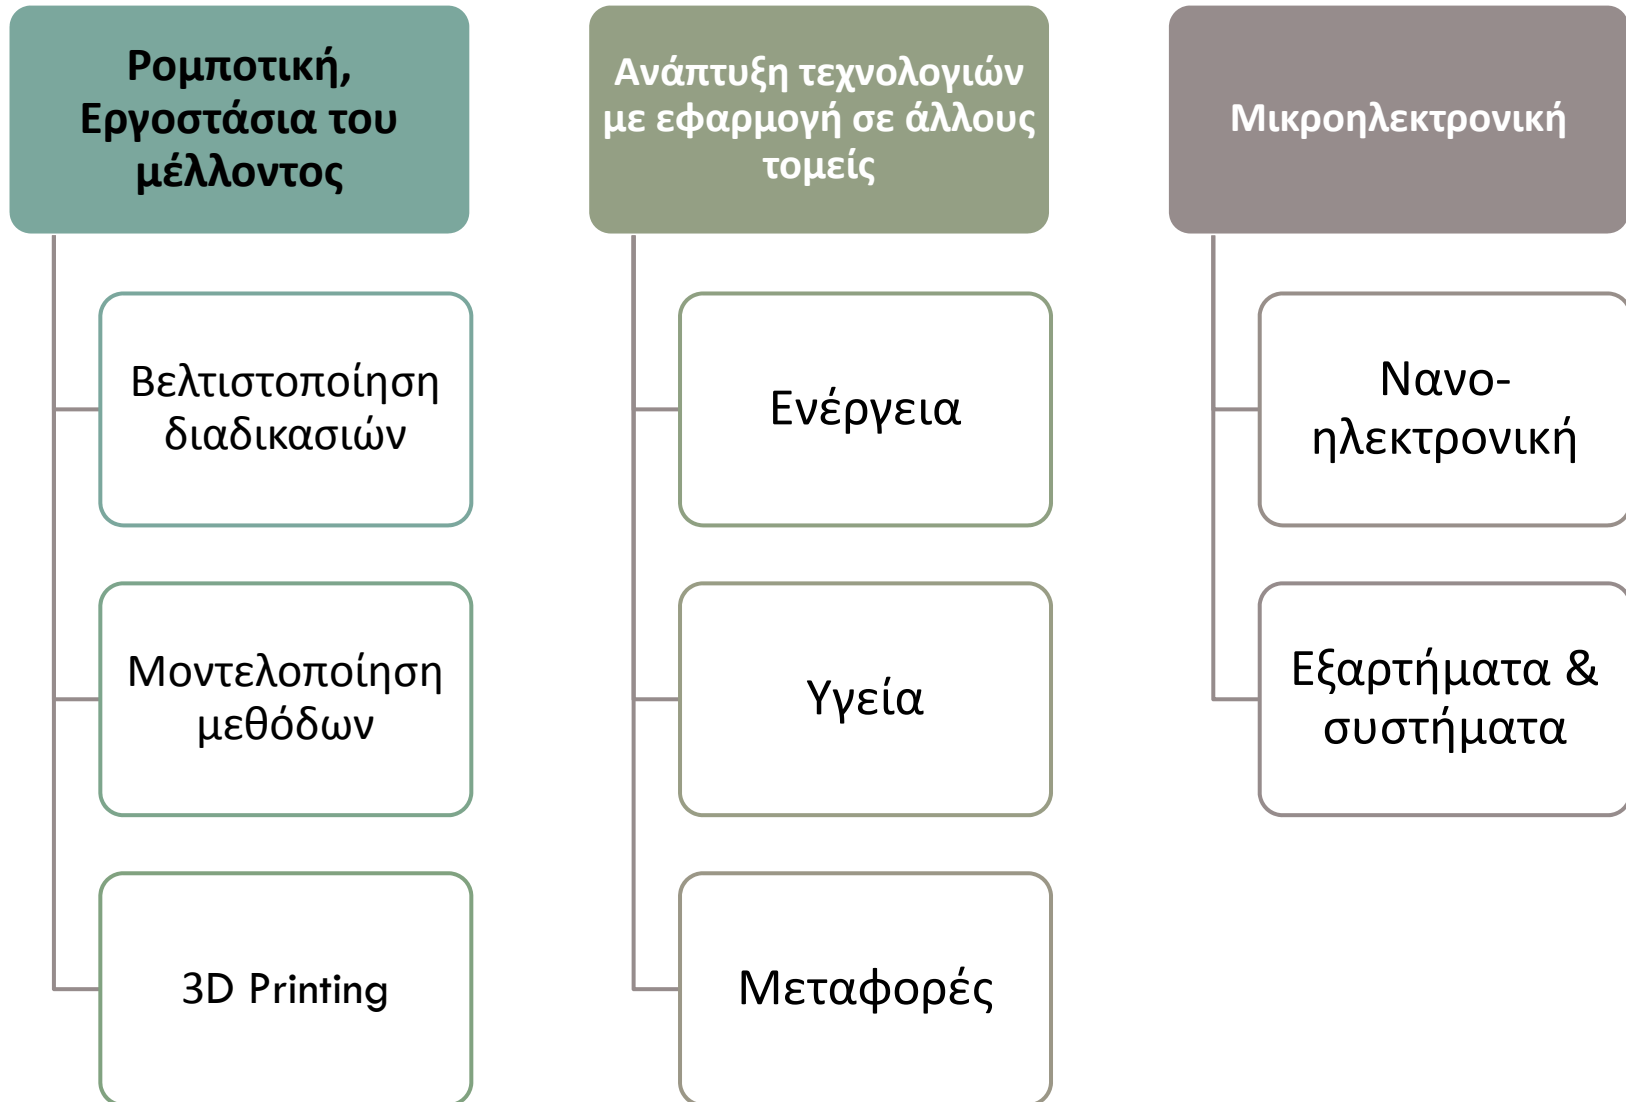 Ρομποτική,
Εργοστάσια του
μέλλοντος
Βελτιστοποίηση
διαδικασιών
Μοντελοποίηση
μεθόδων
3D Printing
Ανάπτυξη τεχνολογιών
με εφαρμογή σε άλλους
τομείς
Ενέργεια
Υγεία
Μεταφορές
Μικροηλεκτρονική
Νανο-
ηλεκτρονική
Εξαρτήματα &
συστήματα